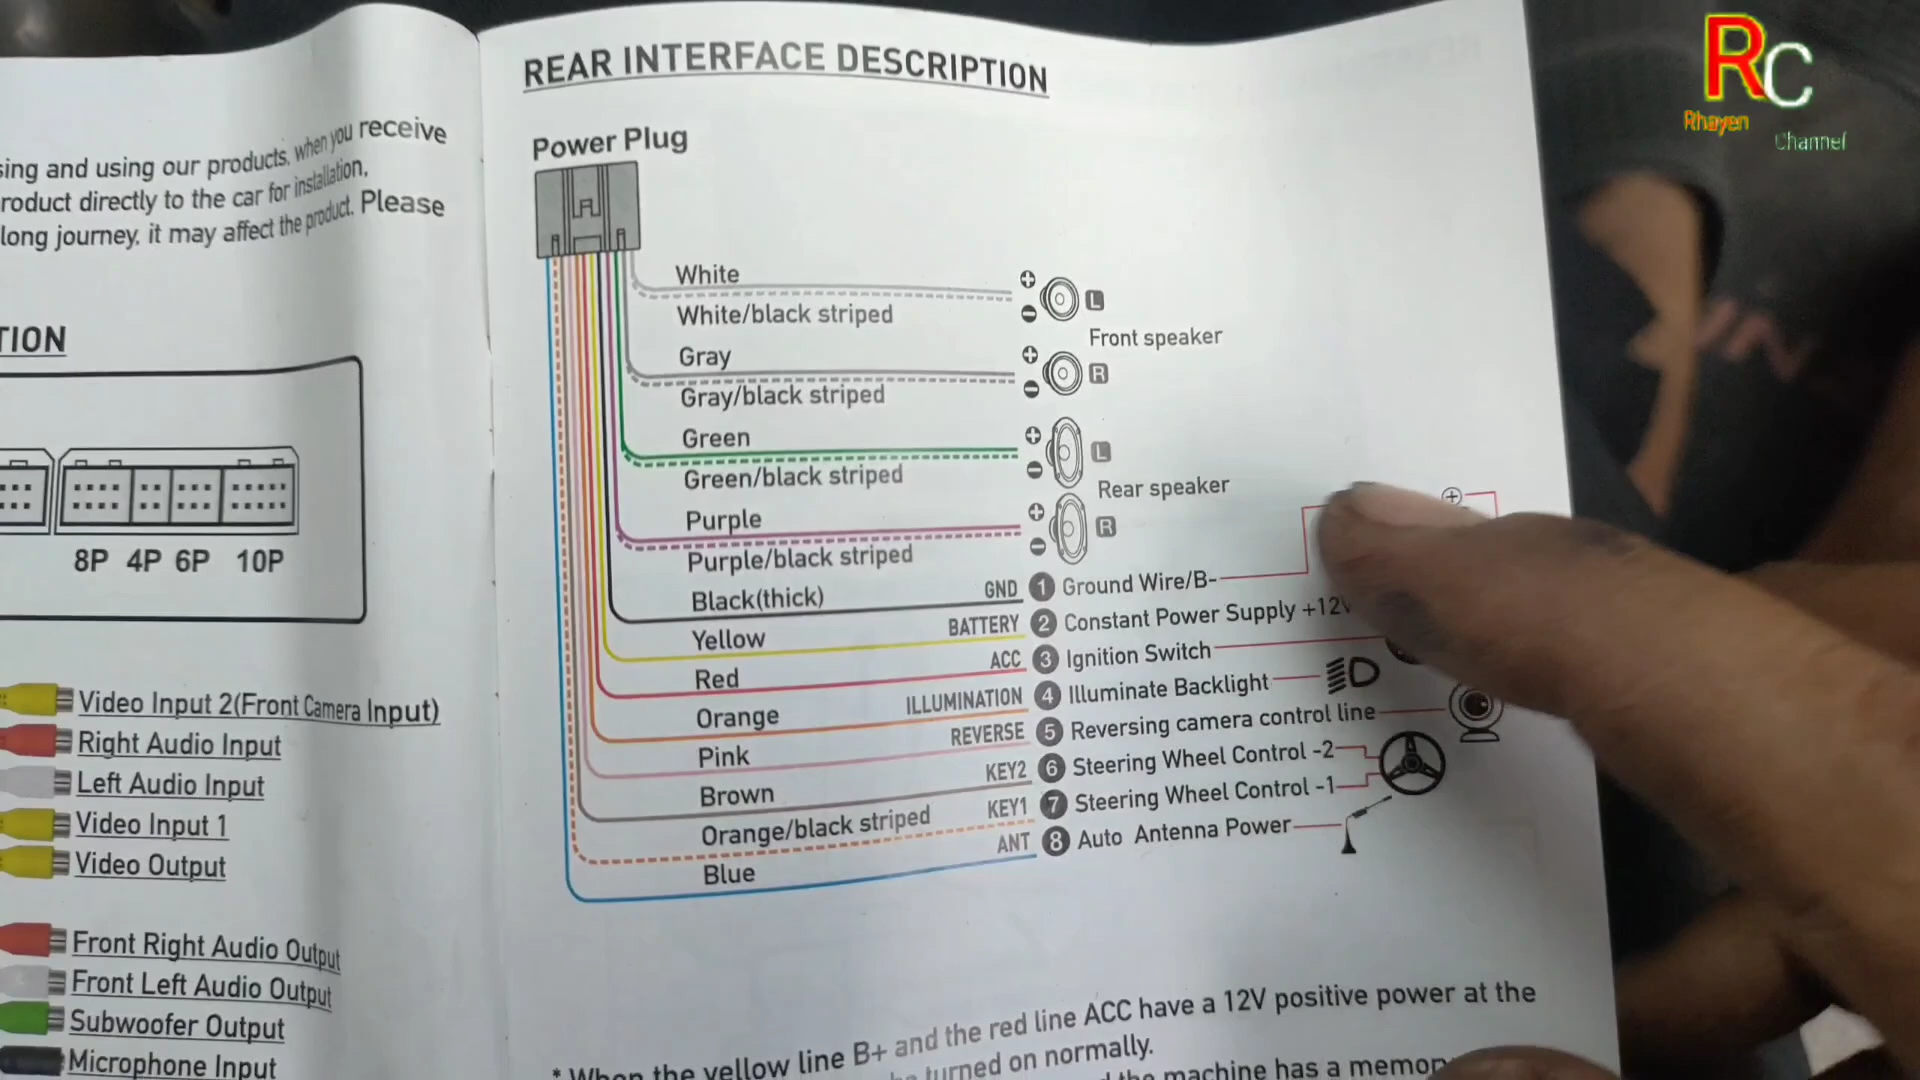 REAR INTERFACE DESCRIPTION
RC
Rhayen
Channel
sing and using our products, when you receive
roduct directly to the car for installation,
long journey, it may affect the product. Please
TION
8P 4P 6P 10P
Video Input 2(Front Camera Input)
Right Audio Input
Left Audio Input
Video Input 1
Video Output
Front Right Audio Output
Front Left Audio Output
Subwoofer Output
Microphone Input
Power Plug
White
White/black striped
+
-
L
Front speaker
Gray
Gray/black striped
+
-
R
Green
Green/black striped
+
-
L
Rear speaker
Purple
Purple/black striped
+
-
R
Black(thick) GND 1 Ground Wire/B-
+
Yellow BATTERY 2 Constant Power Supply +12V
Red ACC 3 Ignition Switch
Orange ILLUMINATION 4 Illuminate Backlight
Pink REVERSE 5 Reversing camera control line
Brown KEY2 6 Steering Wheel Control -2
Orange/black striped KEY1 7 Steering Wheel Control -1
Blue ANT 8 Auto Antenna Power
* When the yellow line B+ and the red line ACC have a 12V positive power at the
turned on normally.
the machine has a memor